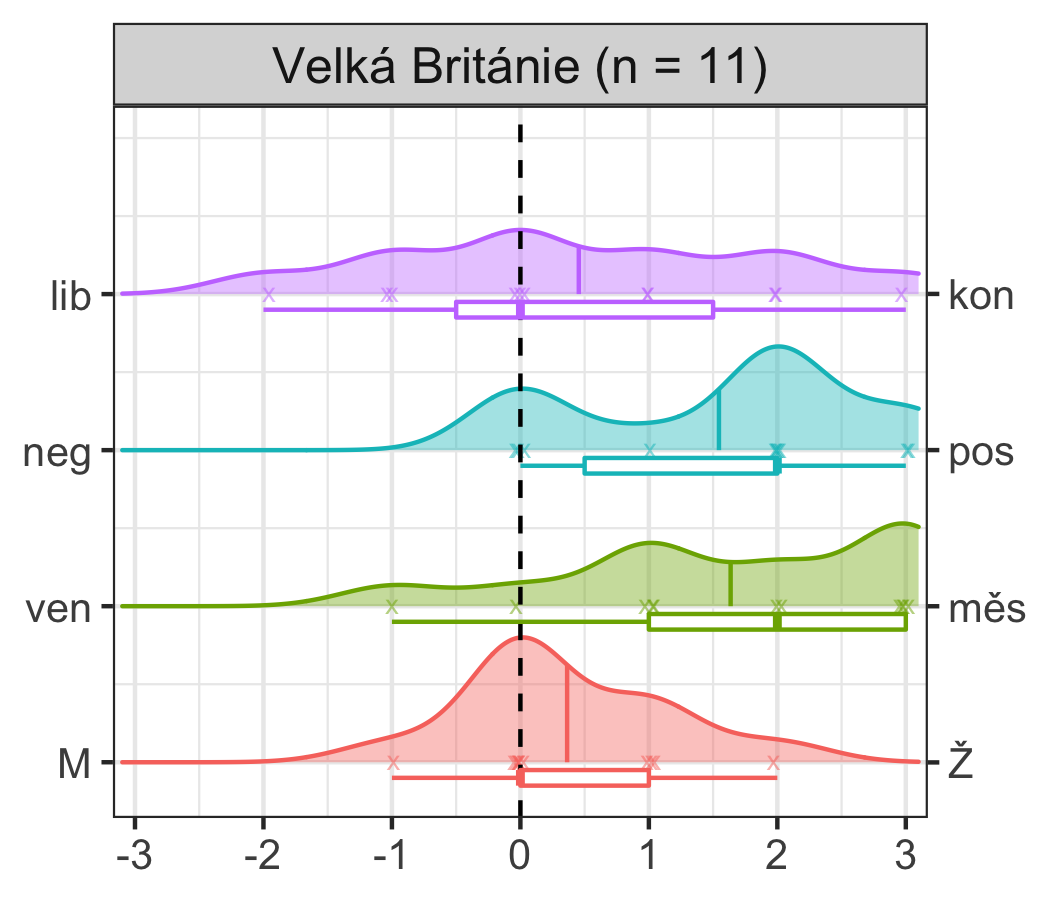 Velká Británie (n = 11)
lib kon
neg pos
ven měs
M Ž
-3 -2 -1 0 1 2 3